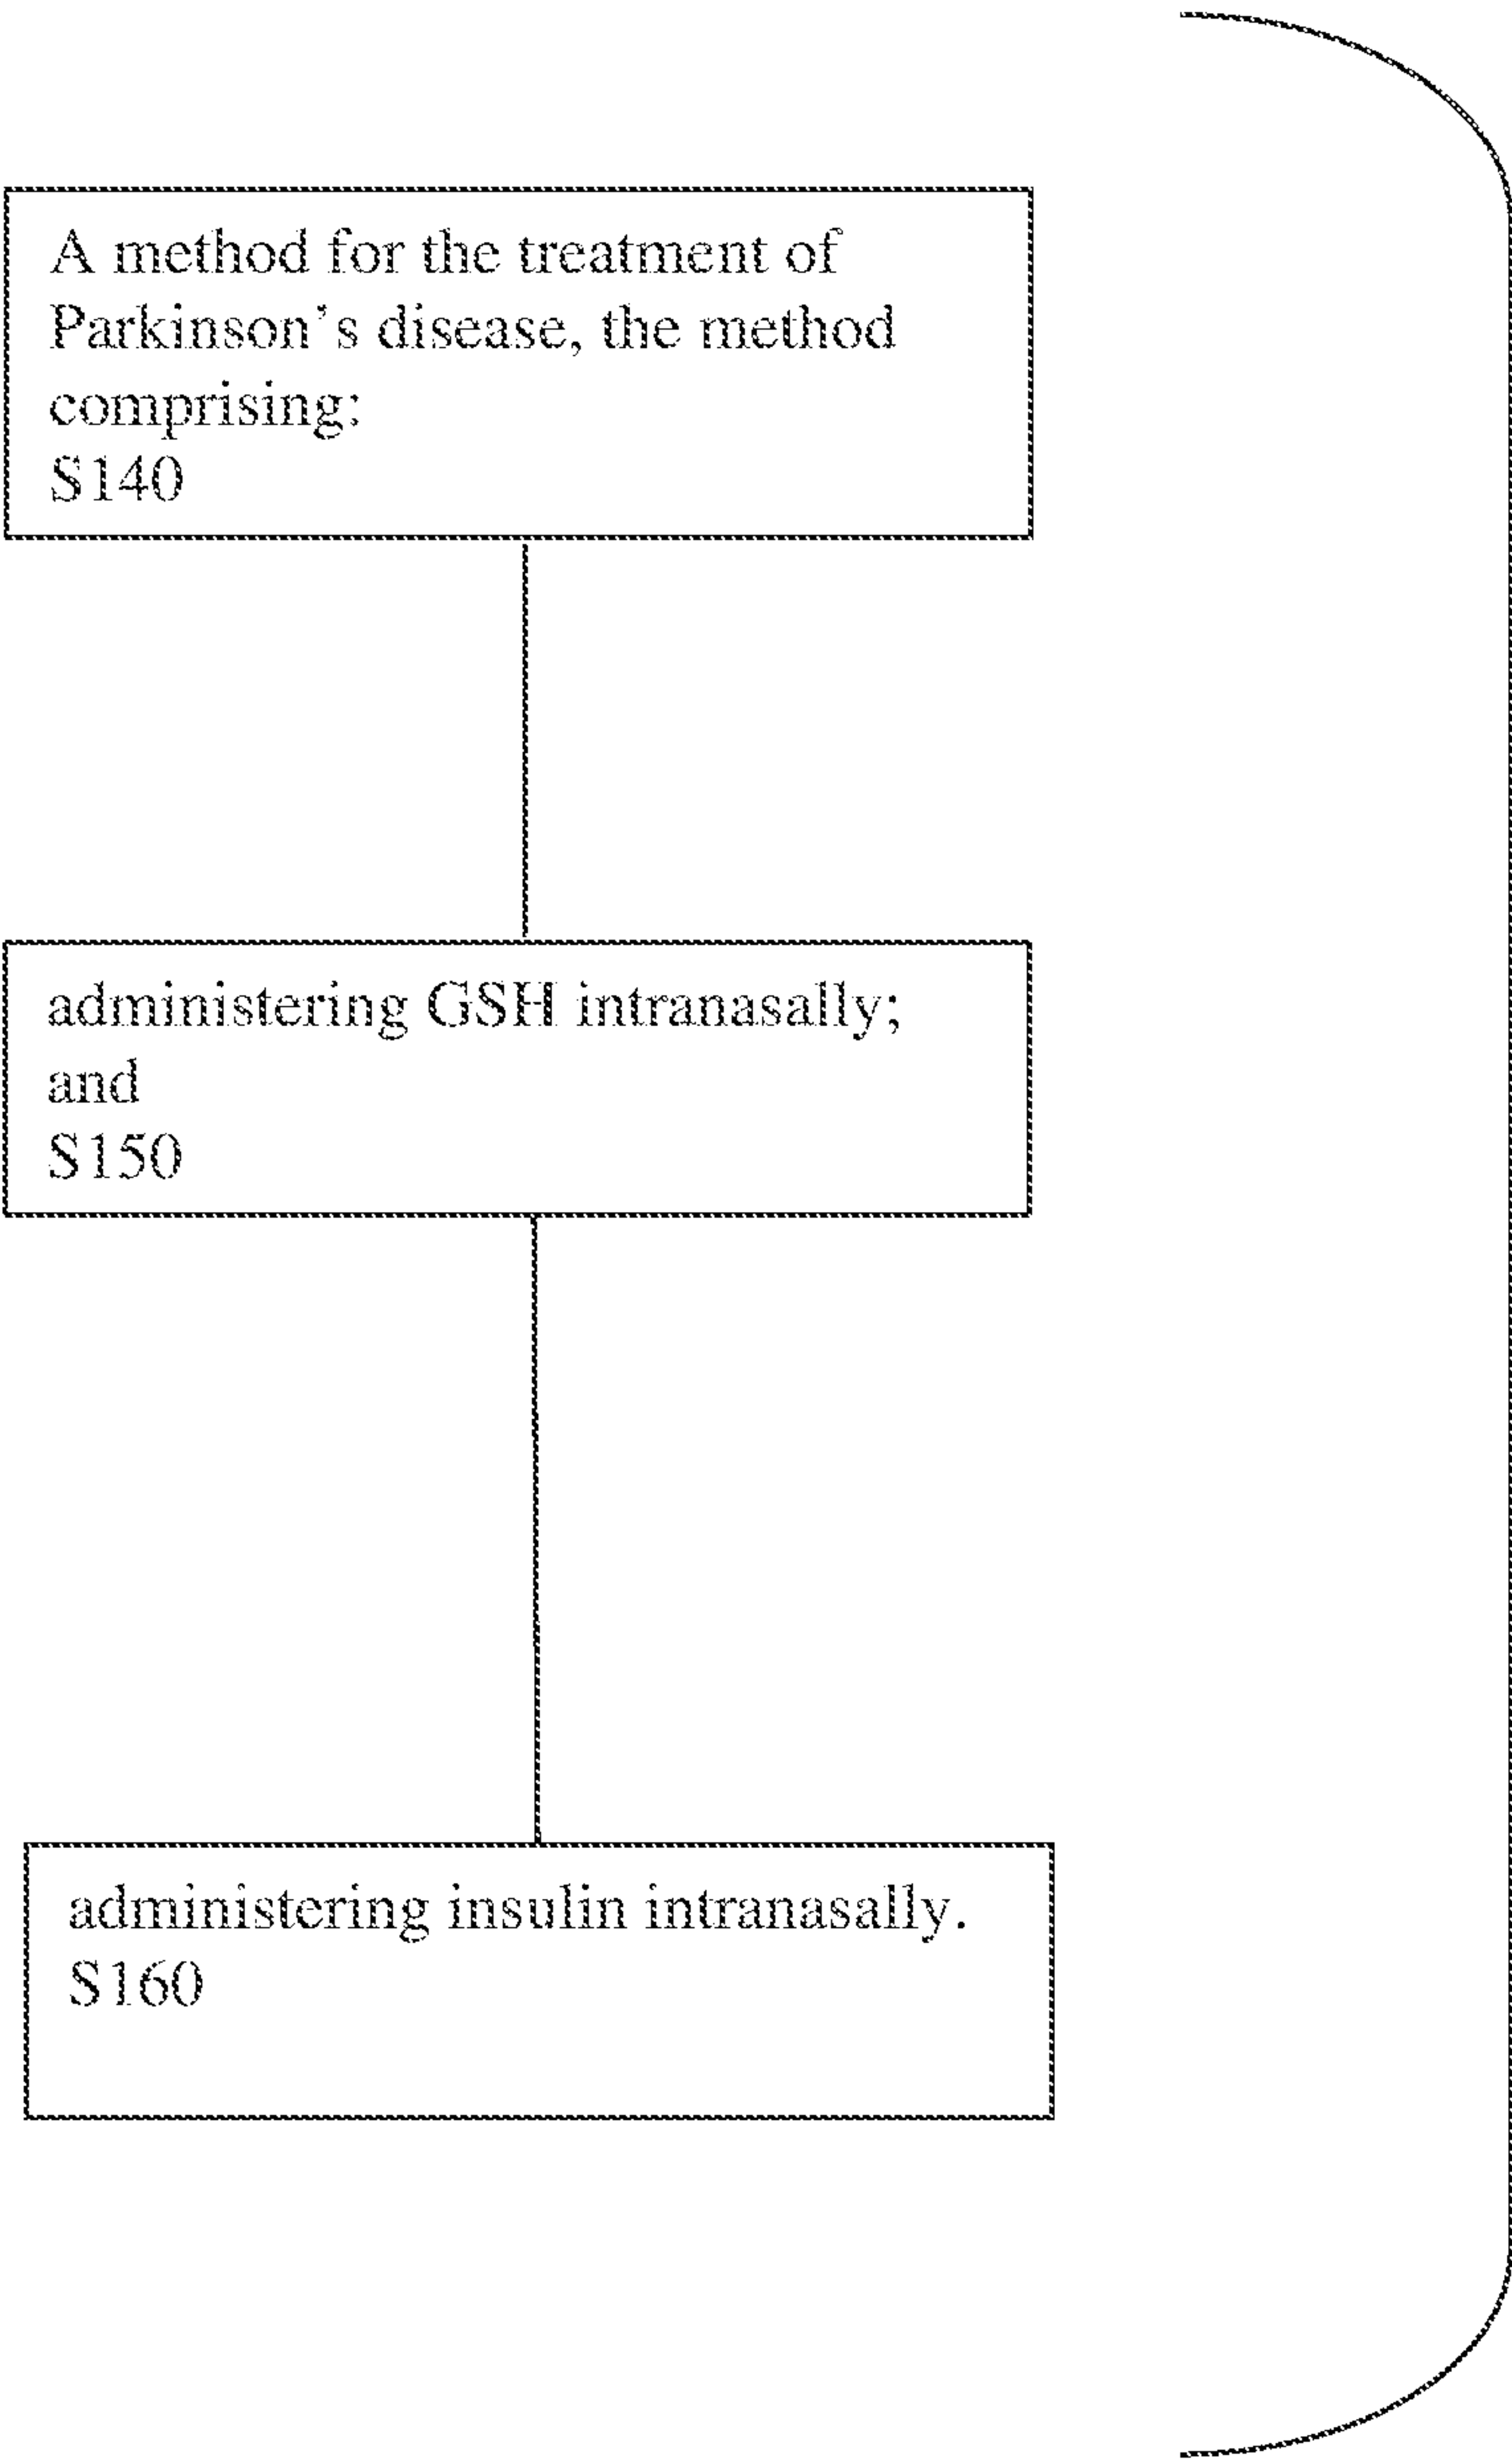 A method for the treatment of
Parkinson's disease, the method
comprising:
S140
administering GSH intranasally;
and
S150
administering insulin intranasally.
S160